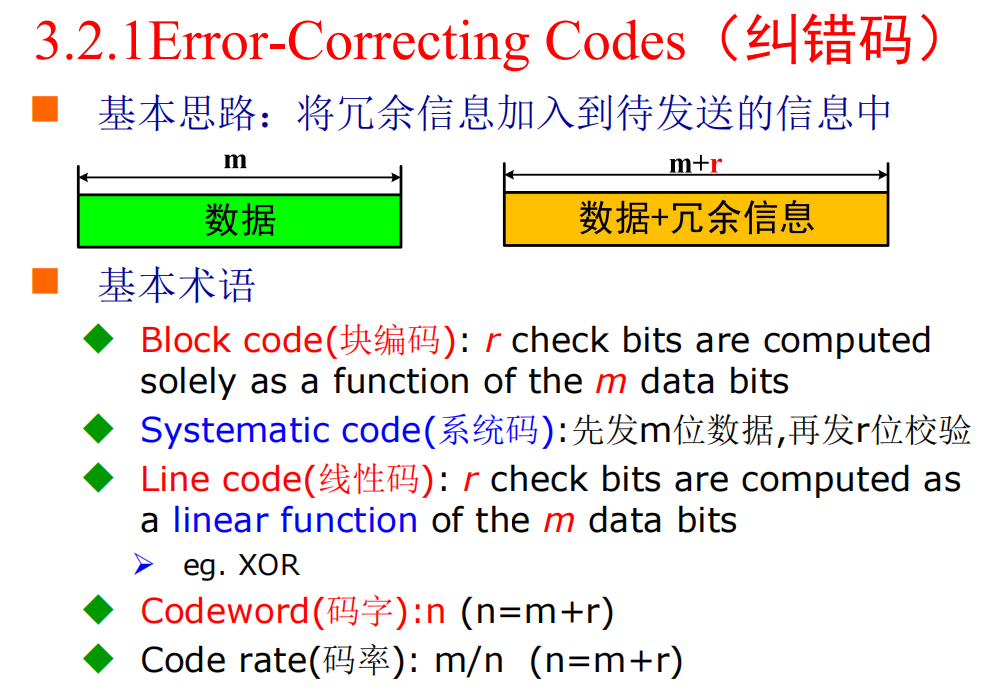 3.2.1Error-Correcting Codes（纠错码）
基本思路：将冗余信息加入到待发送的信息中
m
m+r
数据
数据+冗余信息
基本术语
Block code(块编码): r check bits are computed
solely as a function of the m data bits
Systematic code(系统码):先发m位数据,再发r位校验
Line code(线性码): r check bits are computed as
a linear function of the m data bits
eg. XOR
Codeword(码字):n (n=m+r)
Code rate(码率): m/n (n=m+r)